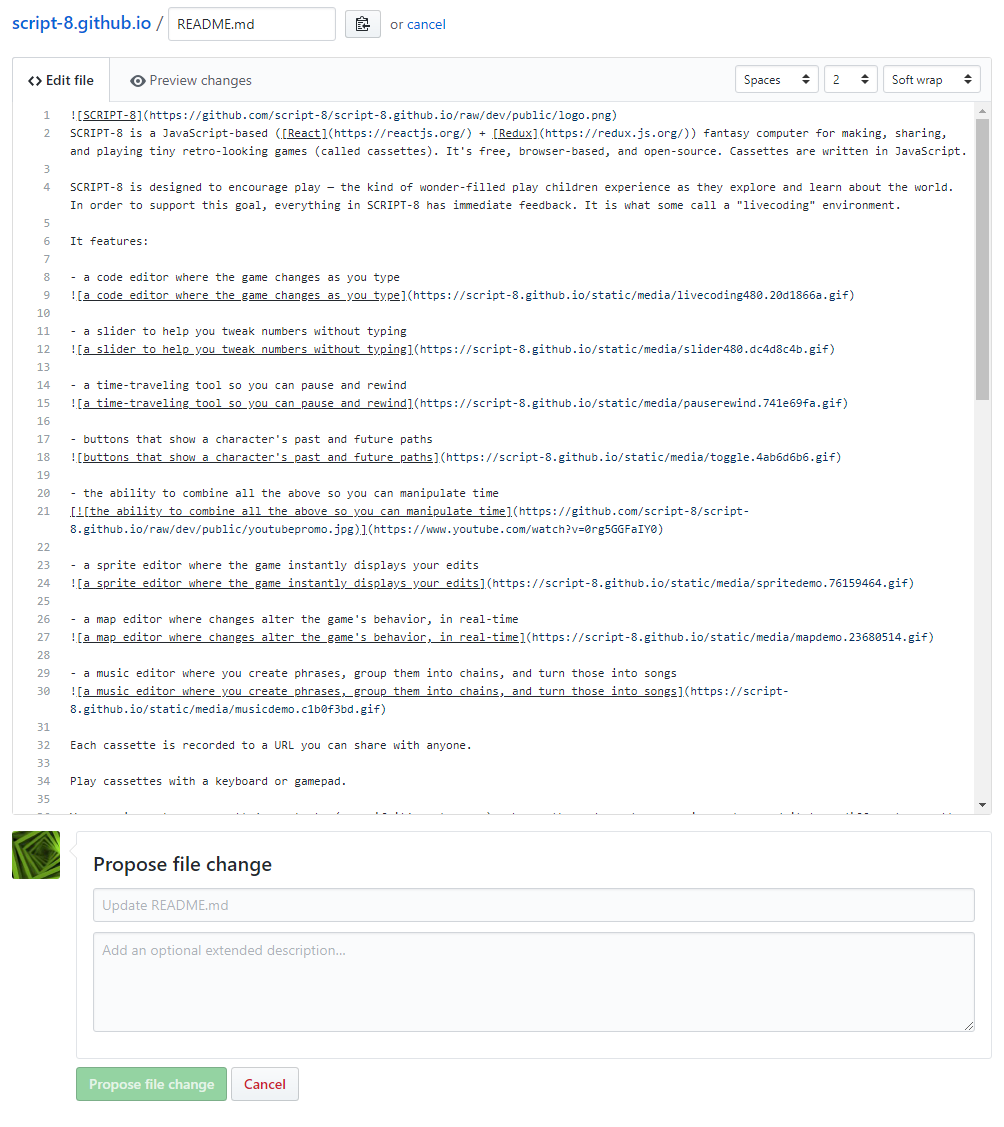 script-8.github.io / README.md or cancel
Edit file Preview changes Spaces 2 Soft wrap
1 ![SCRIPT-8](https://github.com/script-8/script-8.github.io/raw/dev/public/logo.png)
2 SCRIPT-8 is a JavaScript-based ([React](https://reactjs.org/) + [Redux](https://redux.js.org/)) fantasy computer for making, sharing,
and playing tiny retro-looking games (called cassettes). It's free, browser-based, and open-source. Cassettes are written in JavaScript.
3
4 SCRIPT-8 is designed to encourage play — the kind of wonder-filled play children experience as they explore and learn about the world.
In order to support this goal, everything in SCRIPT-8 has immediate feedback. It is what some call a "livecoding" environment.
5
6 It features:
7
8 - a code editor where the game changes as you type
9 ![a code editor where the game changes as you type](https://script-8.github.io/static/media/livecoding480.20d1866a.gif)
10
11 - a slider to help you tweak numbers without typing
12 ![a slider to help you tweak numbers without typing](https://script-8.github.io/static/media/slider480.dc4d8c4b.gif)
13
14 - a time-traveling tool so you can pause and rewind
15 ![a time-traveling tool so you can pause and rewind](https://script-8.github.io/static/media/pauserewind.741e69fa.gif)
16
17 - buttons that show a character's past and future paths
18 ![buttons that show a character's past and future paths](https://script-8.github.io/static/media/toggle.4ab6d6b6.gif)
19
20 - the ability to combine all the above so you can manipulate time
21 [![the ability to combine all the above so you can manipulate time](https://github.com/script-8/script-
8.github.io/raw/dev/public/youtubepromo.jpg)](https://www.youtube.com/watch?v=0rg5GGFaIY0)
22
23 - a sprite editor where the game instantly displays your edits
24 ![a sprite editor where the game instantly displays your edits](https://script-8.github.io/static/media/spritedemo.76159464.gif)
25
26 - a map editor where changes alter the game's behavior, in real-time
27 ![a map editor where changes alter the game's behavior, in real-time](https://script-8.github.io/static/media/mapdemo.23680514.gif)
28
29 - a music editor where you create phrases, group them into chains, and turn those into songs
30 ![a music editor where you create phrases, group them into chains, and turn those into songs](https://script-
8.github.io/static/media/musicdemo.c1b0f3bd.gif)
31
32 Each cassette is recorded to a URL you can share with anyone.
33
34 Play cassettes with a keyboard or gamepad.
35
Propose file change
Update README.md
Add an optional extended description...
Propose file change Cancel